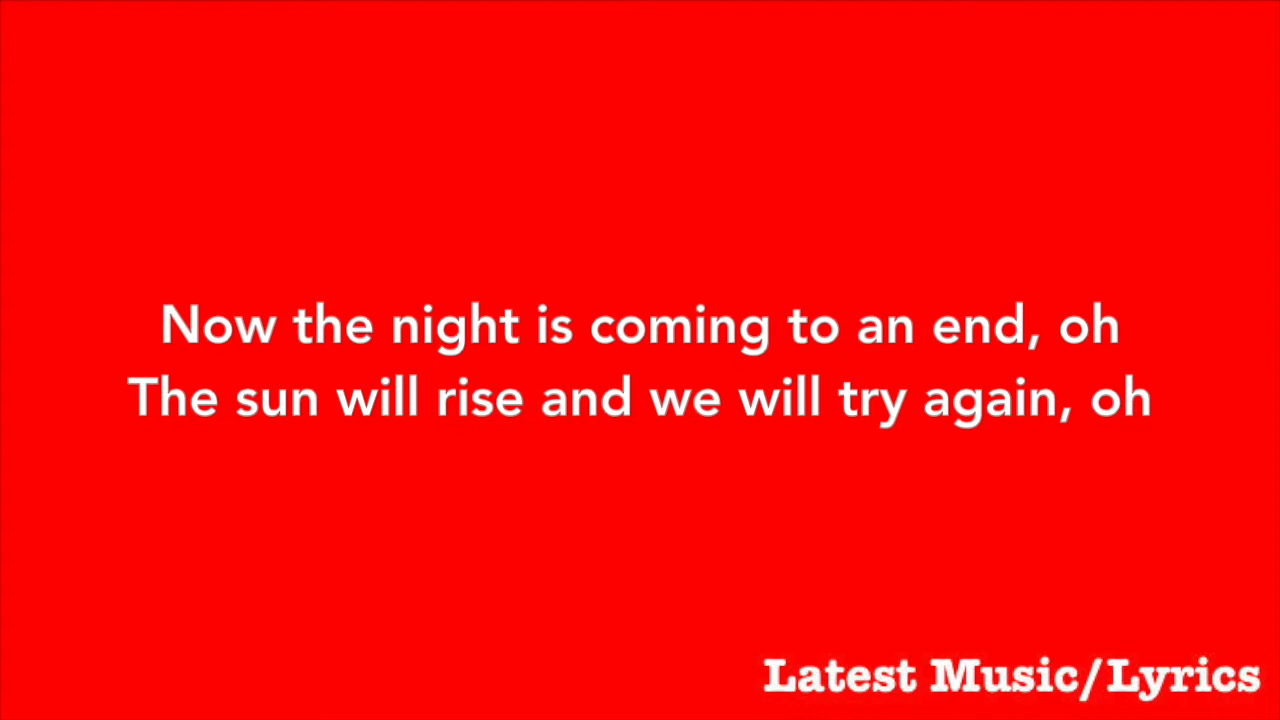 Now the night is coming to an end, oh
The sun will rise and we will try again, oh
Latest Music/Lyrics